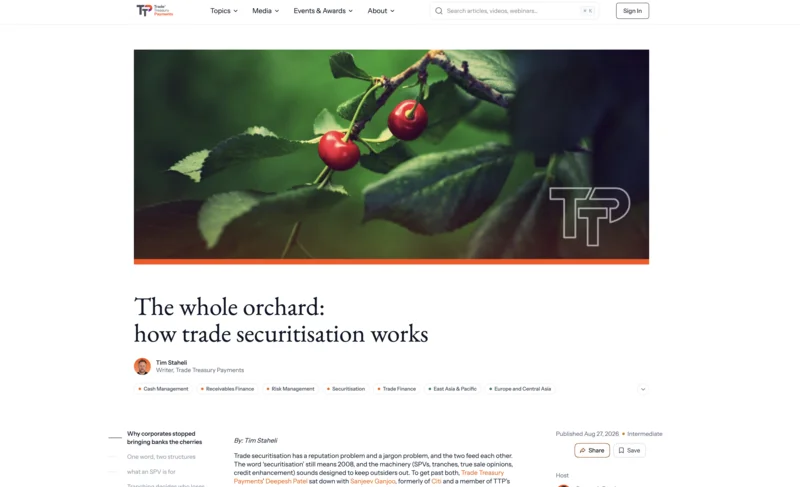 TTP Trade Treasury Payments
Topics
Media
Events & Awards
About
Search articles, videos, webinars...
Sign In
TTP
The whole orchard:
how trade securitisation works
Tim Staheli
Writer, Trade Treasury Payments
Cash Management
Receivables Finance
Risk Management
Securitisation
Trade Finance
East Asia & Pacific
Europe and Central Asia
Why corporates stopped
bringing banks the cherries
One word, two structures
what an SPV is for
By: Tim Staheli
Trade securitisation has a reputation problem and a jargon problem, and the two feed each other.
The word 'securitisation' still means 2008, and the machinery (SPVs, tranches, true sale opinions,
credit enhancement) sounds designed to keep outsiders out. To get past both, Trade Treasury
Payments' Deepesh Patel sat down with Sanjeev Ganjoo, formerly of Citi and a member of TTP's
Published Aug 27, 2026 • Intermediate
Share
Save
Host